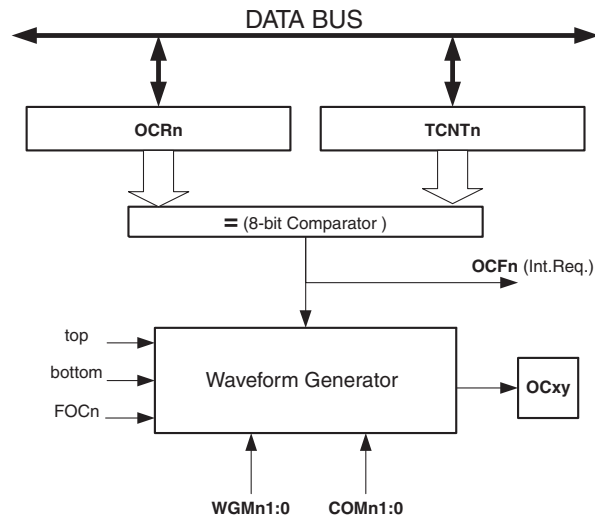 DATA BUS
OCRn
TCNTn
= (8-bit Comparator )
OCFn (Int.Req.)
top
bottom
FOCn
Waveform Generator
OCxy
WGMn1:0
COMn1:0